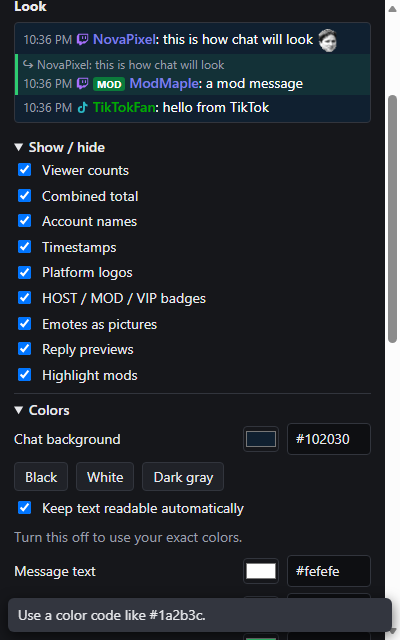 Look
10:36 PM NovaPixel: this is how chat will look
↪ NovaPixel: this is how chat will look
10:36 PM MOD ModMaple: a mod message
10:36 PM TikTokFan: hello from TikTok
▼ Show / hide
Viewer counts
Combined total
Account names
Timestamps
Platform logos
HOST / MOD / VIP badges
Emotes as pictures
Reply previews
Highlight mods
▼ Colors
Chat background #102030
Black White Dark gray
Keep text readable automatically
Turn this off to use your exact colors.
Message text #fefefe
Use a color code like #1a2b3c.